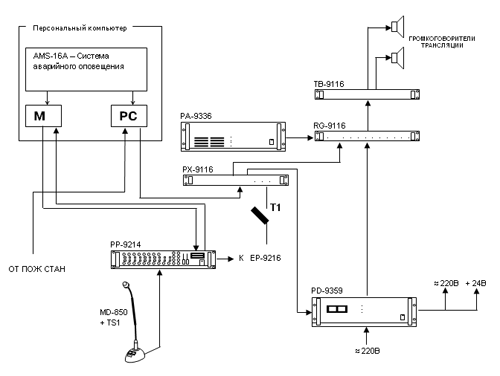 Персональный компьютер
AMS-16A – Система
аварийного оповещения
M
PC
ГРОМКОГОВОРИТЕЛИ
ТРАНСЛЯЦИИ
TB-9116
PA-9336
RG-9116
PX-9116
T1
PP-9214
К EP-9216
ОТ ПОЖ СТАН
MD-850
+ TS1
PD-9359
≈ 220В + 24В
≈ 220В